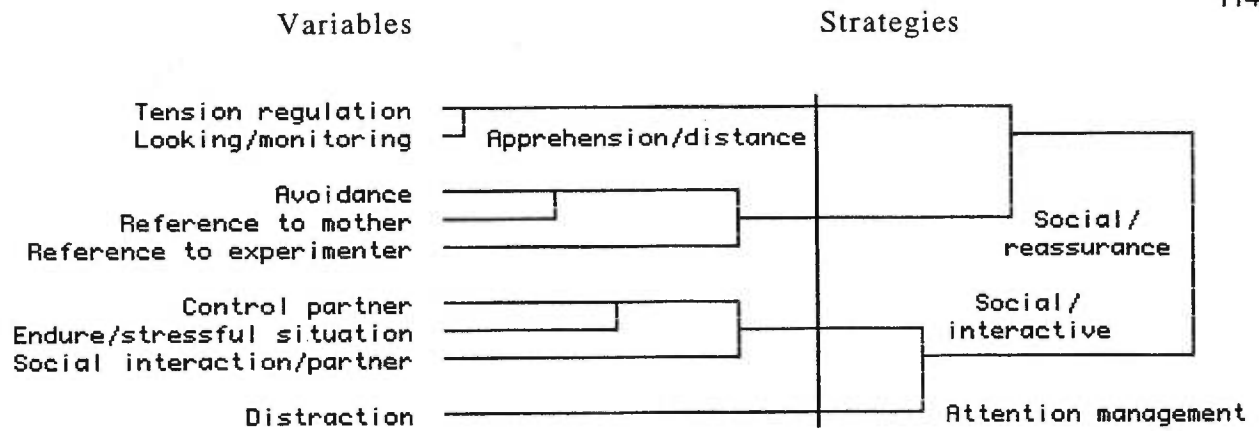 Variables Strategies
Tension regulation
Looking/monitoring Apprehension/distance
Avoidance
Reference to mother
Reference to experimenter
Social/
reassurance
Control partner
Endure/stressful situation
Social interaction/partner
Social/
interactive
Distraction
Attention management